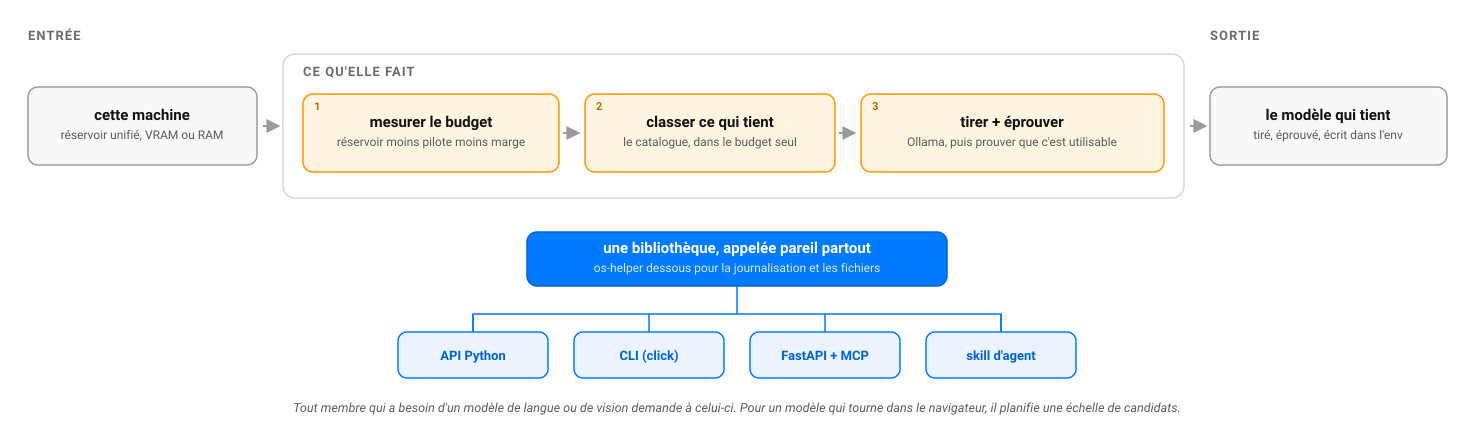 ENTRÉE
SORTIE
CE QU'ELLE FAIT
cette machine
réservoir unifié, VRAM ou RAM
1
mesurer le budget
réservoir moins pilote moins marge
2
classer ce qui tient
le catalogue, dans le budget seul
3
tirer + éprouver
Ollama, puis prouver que c'est utilisable
le modèle qui tient
tiré, éprouvé, écrit dans l'env
une bibliothèque, appelée pareil partout
os-helper dessous pour la journalisation et les fichiers
API Python
CLI (click)
FastAPI + MCP
skill d'agent
Tout membre qui a besoin d'un modèle de langue ou de vision demande à celui-ci. Pour un modèle qui tourne dans le navigateur, il planifie une échelle de candidats.